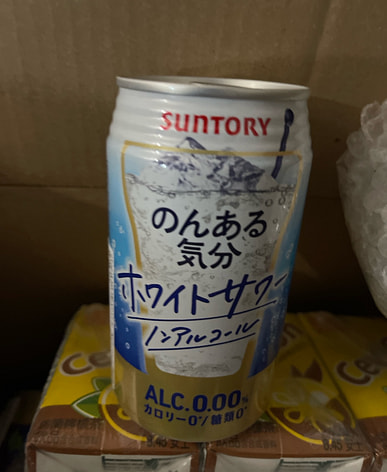 SUNTORY
のんある
気分
ホワイトサワー
ノンアルコール
ALC.0.00%
カロリー0*/糖類0*